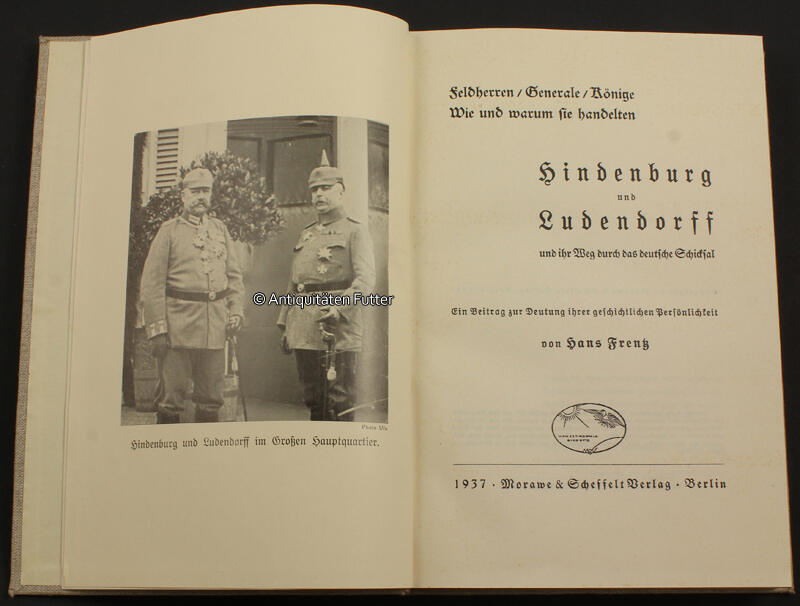 © Antiquitäten Futter
Photo Ufa
Hindenburg und Ludendorff im Großen Hauptquartier.
Feldherren / Generale / Könige
Wie und warum sie handelten
Hindenburg
und
Ludendorff
und ihr Weg durch das deutsche Schicksal
Ein Beitrag zur Deutung ihrer geschichtlichen Persönlichkeit
von Hans Frentz
1937 · Morawe & Scheffelt Verlag · Berlin